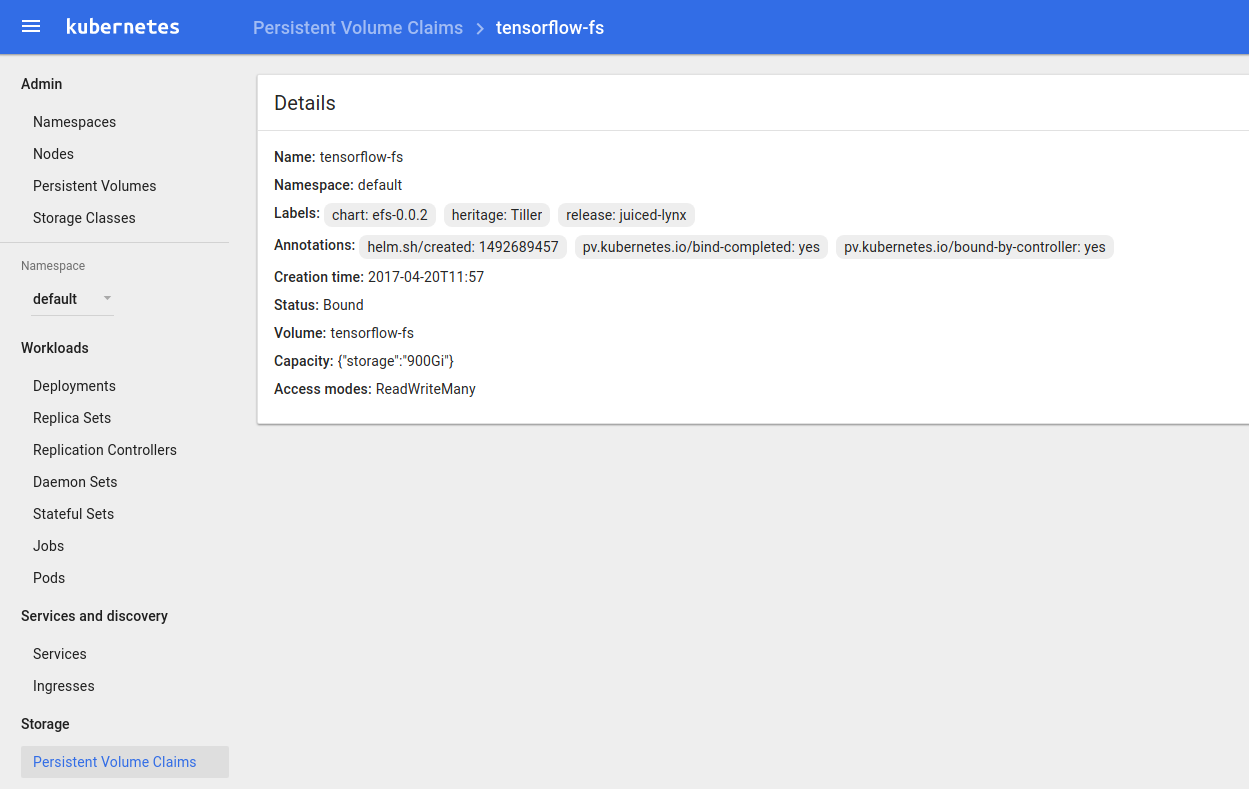 kubernetes
Persistent Volume Claims > tensorflow-fs
Admin
Namespaces
Nodes
Persistent Volumes
Storage Classes
Namespace
default
Workloads
Deployments
Replica Sets
Replication Controllers
Daemon Sets
Stateful Sets
Jobs
Pods
Services and discovery
Services
Ingresses
Storage
Persistent Volume Claims
Details
Name: tensorflow-fs
Namespace: default
Labels: chart: efs-0.0.2 heritage: Tiller release: juiced-lynx
Annotations: helm.sh/created: 1492689457 pv.kubernetes.io/bind-completed: yes pv.kubernetes.io/bound-by-controller: yes
Creation time: 2017-04-20T11:57
Status: Bound
Volume: tensorflow-fs
Capacity: {"storage":"900Gi"}
Access modes: ReadWriteMany